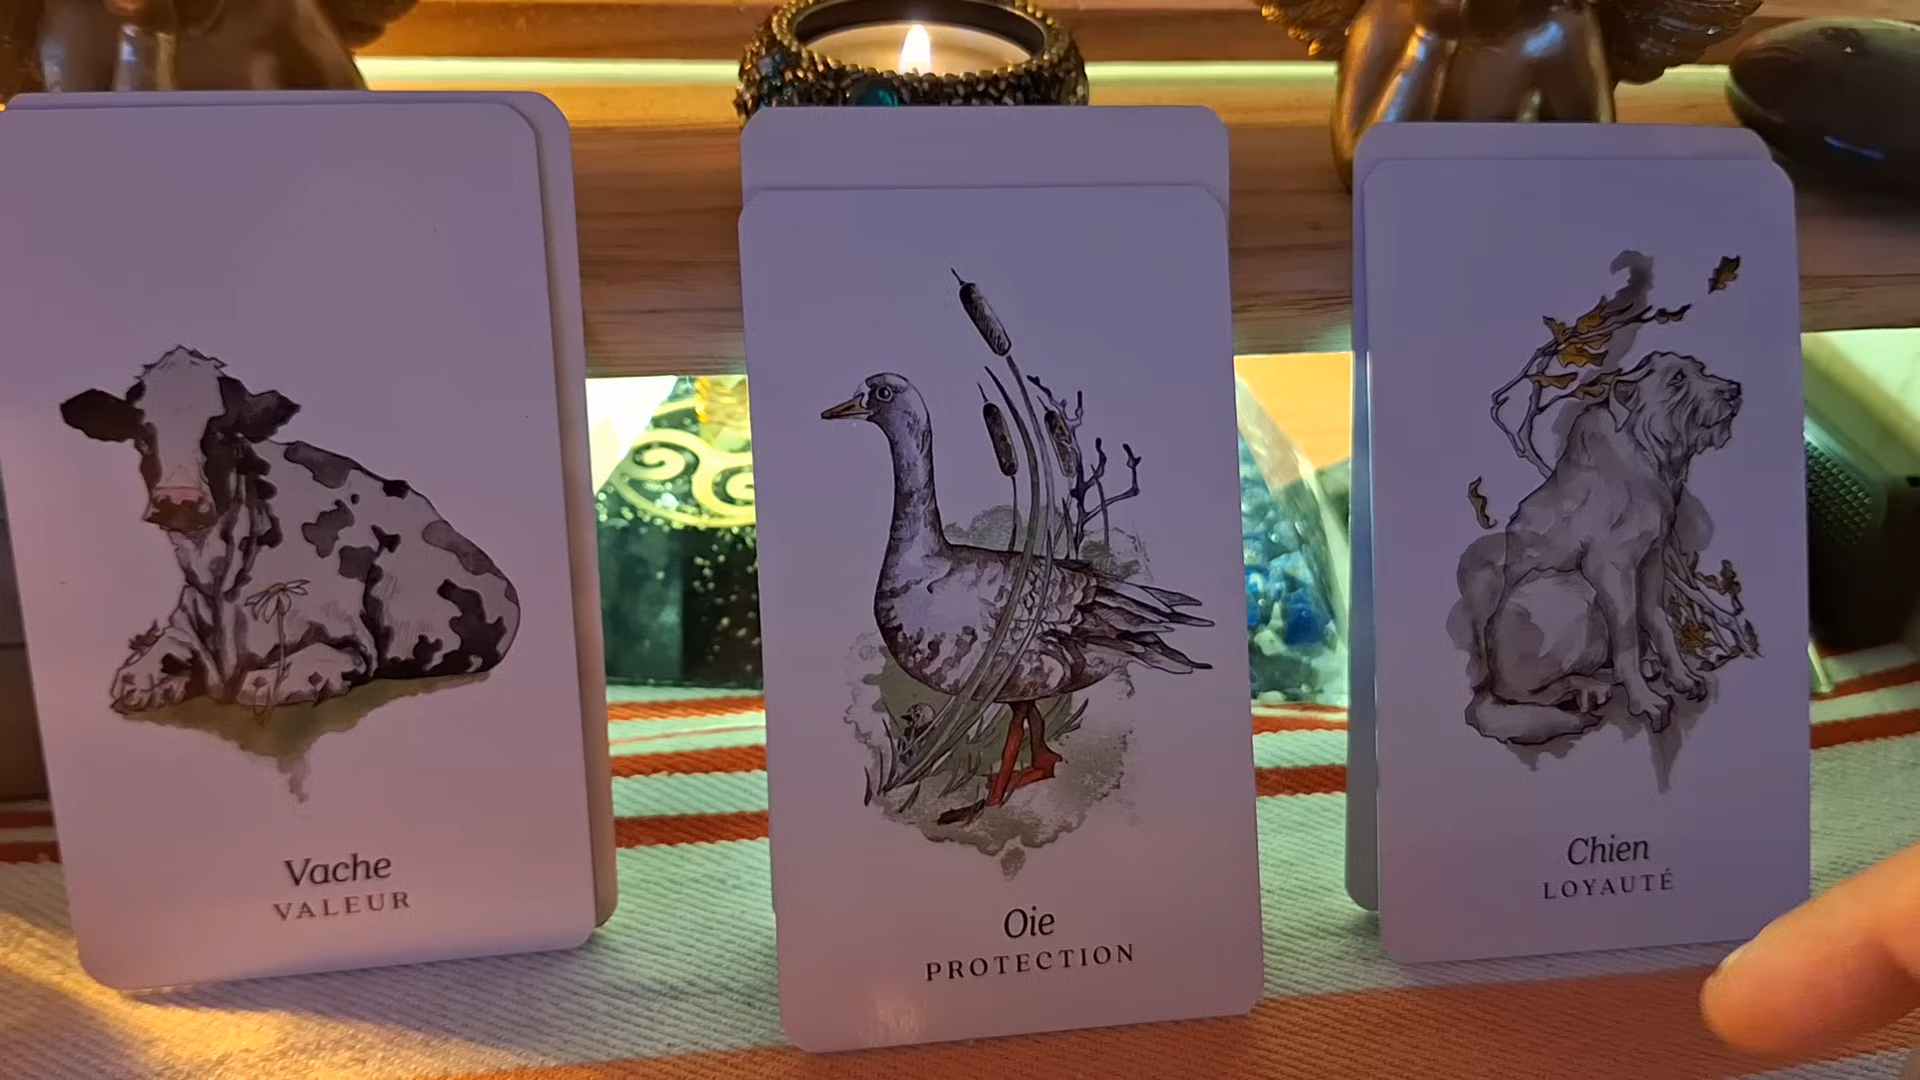 Vache
VALEUR
Oie
PROTECTION
Chien
LOYAUTÉ